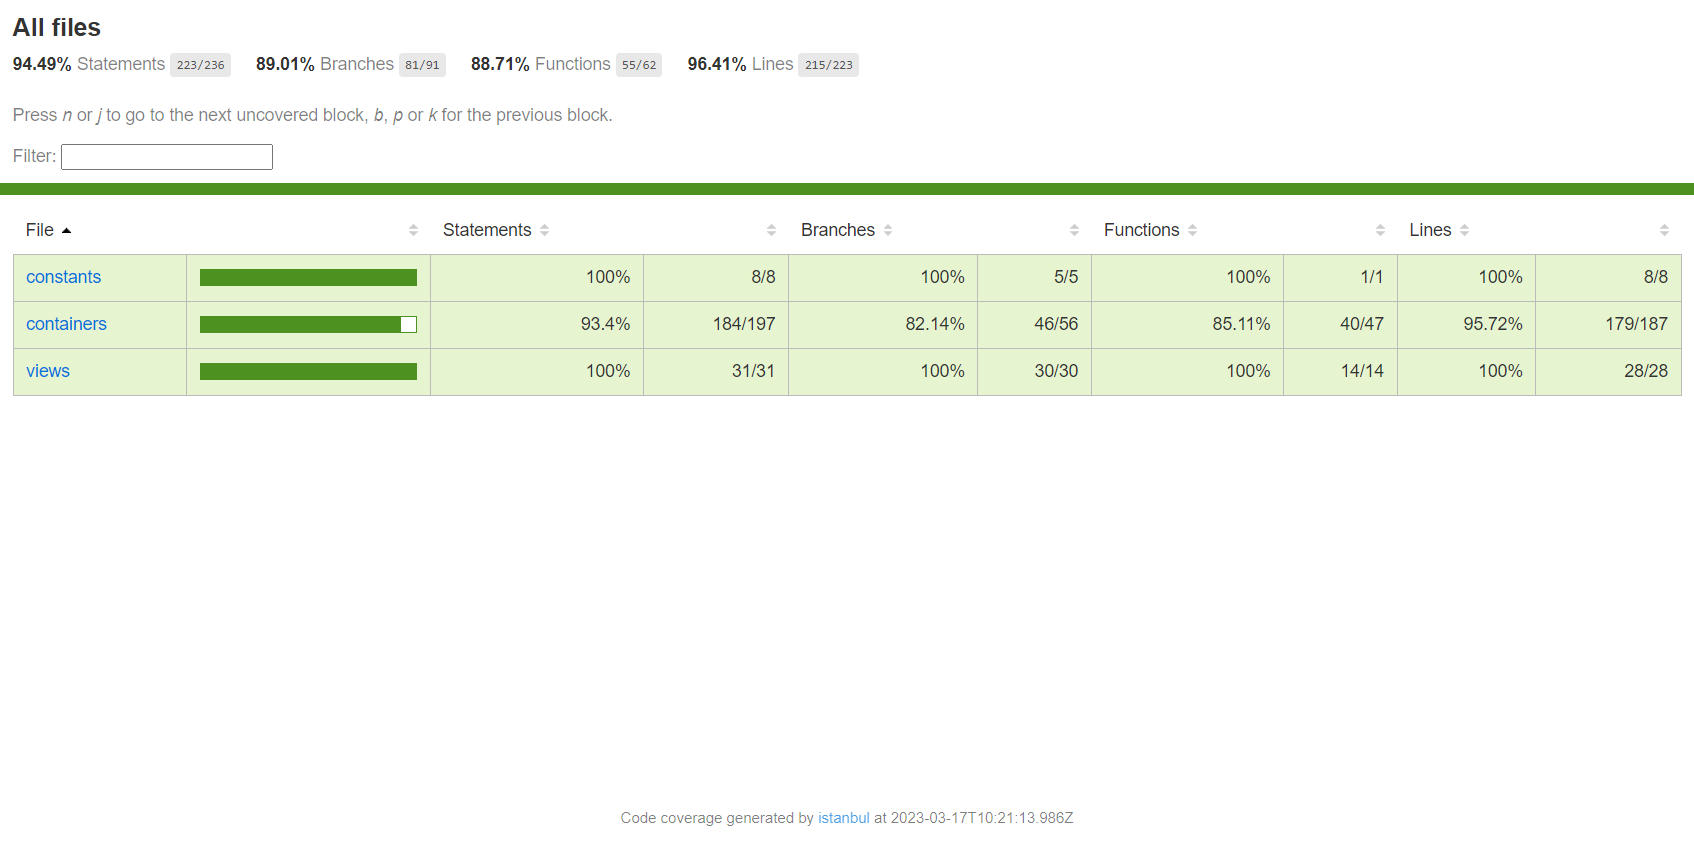 All files
94.49% Statements 223/236 89.01% Branches 81/91 88.71% Functions 55/62 96.41% Lines 215/223
Press n or j to go to the next uncovered block, b, p or k for the previous block.
Filter:
File Statements Branches Functions Lines
constants 100% 8/8 100% 5/5 100% 1/1 100% 8/8
containers 93.4% 184/197 82.14% 46/56 85.11% 40/47 95.72% 179/187
views 100% 31/31 100% 30/30 100% 14/14 100% 28/28
Code coverage generated by istanbul at 2023-03-17T10:21:13.986Z